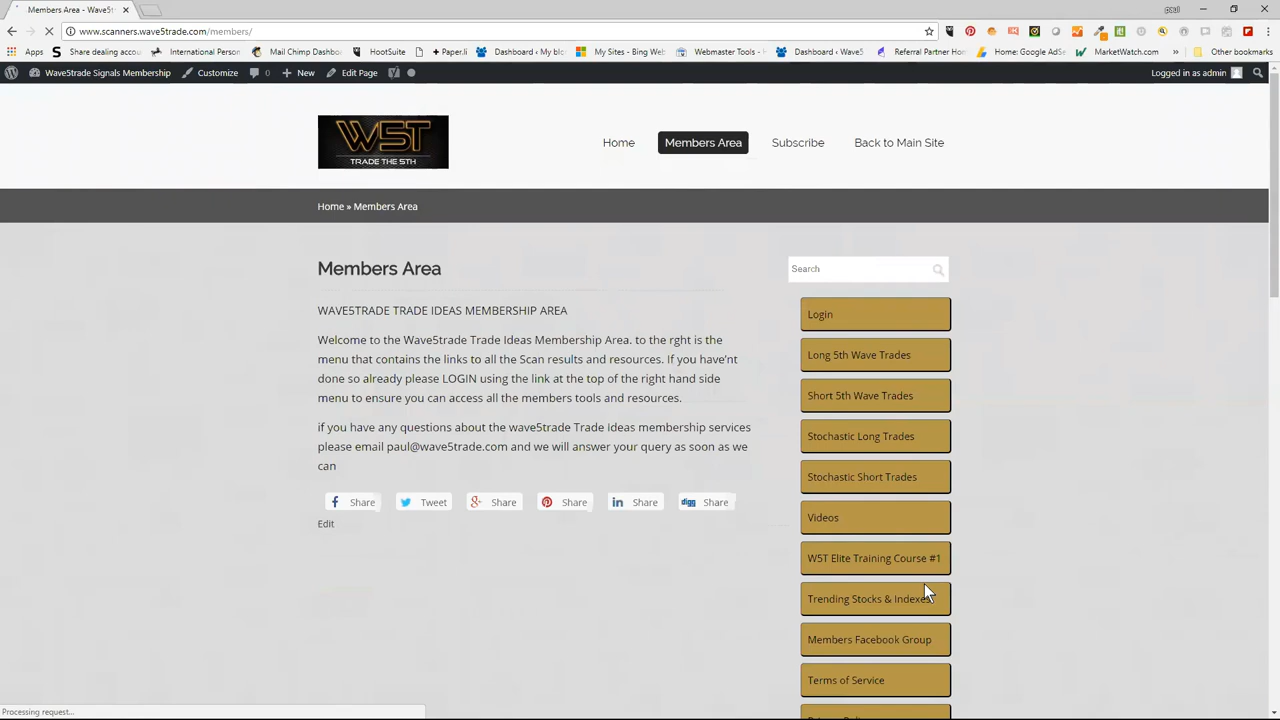 Members Area - Wave5Tr
gcall
www.scanners.wave5trade.com/members/
Apps Share dealing accou International Person Mail Chimp Dashbo HootSuite + Paper.li Dashboard ‹ My blo My Sites - Bing Web Webmaster Tools - Dashboard ‹ Wave5 Referral Partner Hon Home: Google AdSe MarketWatch.com » Other bookmarks
Wave5trade Signals Membership Customize 0 New Edit Page Logged in as admin
W5T
TRADE THE 5TH
Home Members Area Subscribe Back to Main Site
Home » Members Area
Members Area
WAVE5TRADE TRADE IDEAS MEMBERSHIP AREA
Welcome to the Wave5trade Trade Ideas Membership Area. to the rght is the
menu that contains the links to all the Scan results and resources. If you have'nt
done so already please LOGIN using the link at the top of the right hand side
menu to ensure you can access all the members tools and resources.
if you have any questions about the wave5trade Trade Ideas membership services
please email paul@wave5trade.com and we will answer your query as soon as we
can
Share Tweet Share Share Share digg Share
Edit
Search
Login
Long 5th Wave Trades
Short 5th Wave Trades
Stochastic Long Trades
Stochastic Short Trades
Videos
W5T Elite Training Course #1
Trending Stocks & Indexes
Members Facebook Group
Terms of Service
Processing request...